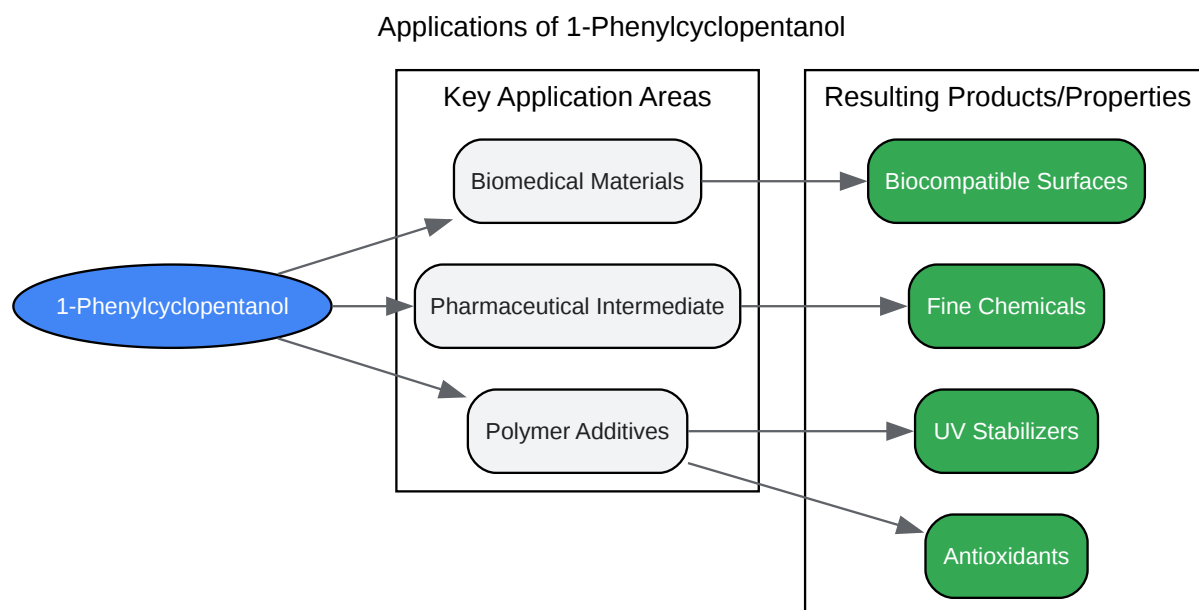 Applications of 1-Phenylcyclopentanol
Key Application Areas
Resulting Products/Properties
Biomedical Materials
Biocompatible Surfaces
1-Phenylcyclopentanol
Pharmaceutical Intermediate
Fine Chemicals
Polymer Additives
UV Stabilizers
Antioxidants